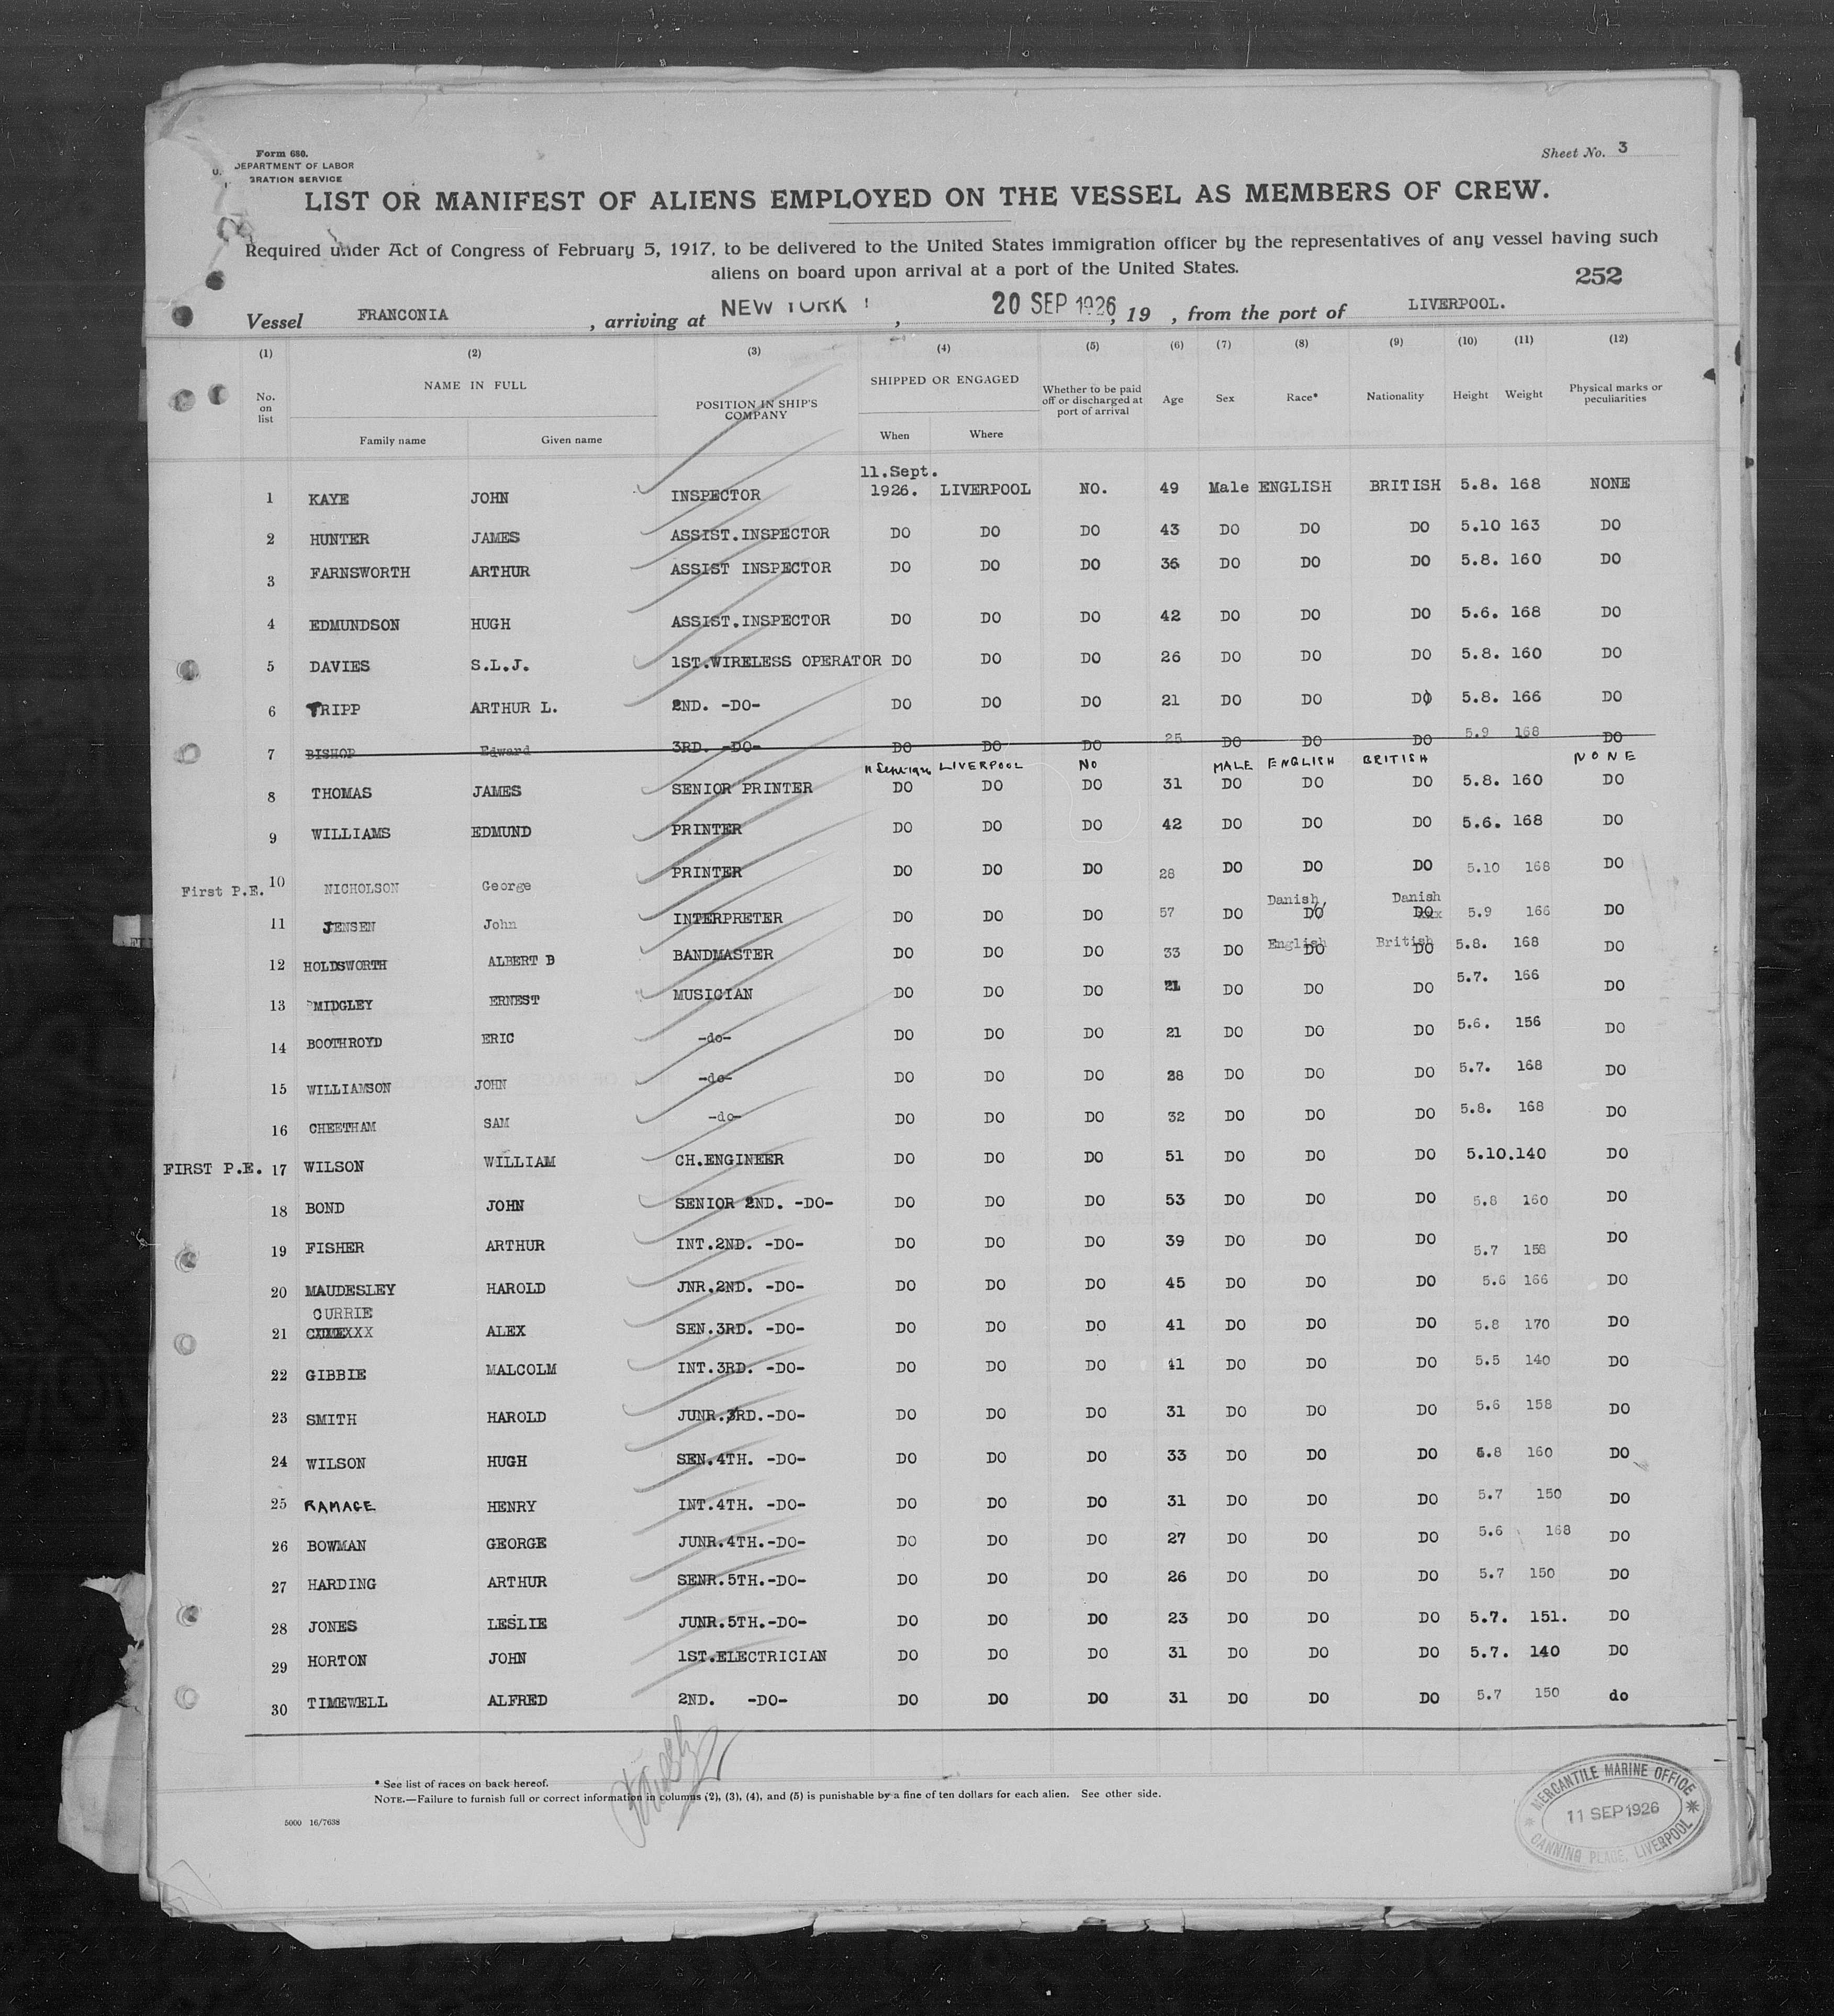 Form 680.
Sheet No. 3
U. DEPARTMENT OF LABOR
GRATION SERVICE
LIST OR MANIFEST OF ALIENS EMPLOYED ON THE VESSEL AS MEMBERS OF CREW.
Required under Act of Congress of February 5, 1917, to be delivered to the United States immigration officer by the representatives of any vessel having such
aliens on board upon arrival at a port of the United States.
252
Vessel FRANCONIA , arriving at NEW YORK , 20 SEP 1926, 19 , from the port of LIVERPOOL.
(1) (2) (3) (4) (5) (6) (7) (8) (9) (10) (11) (12)
No. on list NAME IN FULL POSITION IN SHIP'S COMPANY SHIPPED OR ENGAGED Whether to be paid off or discharged at port of arrival Age Sex Race* Nationality Height Weight Physical marks or peculiarities
Family name Given name When Where
11.Sept.
1 KAYE JOHN INSPECTOR 1926. LIVERPOOL NO. 49 Male ENGLISH BRITISH 5.8. 168 NONE
2 HUNTER JAMES ASSIST.INSPECTOR DO DO DO 43 DO DO DO 5.10 163 DO
3 FARNSWORTH ARTHUR ASSIST INSPECTOR DO DO DO 36 DO DO DO 5.8. 160 DO
4 EDMUNDSON HUGH ASSIST.INSPECTOR DO DO DO 42 DO DO DO 5.6. 168 DO
5 DAVIES S.L.J. 1ST.WIRELESS OPERATOR DO DO DO 26 DO DO DO 5.8. 160 DO
6 TRIPP ARTHUR L. 2ND. -DO- DO DO DO 21 DO DO DO 5.8. 166 DO
7 BISHOP Edward 3RD. -DO- DO DO DO 25 DO DO DO 5.9 168 DO
11 Sept 1926 LIVERPOOL NO MALE ENGLISH BRITISH NONE
8 THOMAS JAMES SENIOR PRINTER DO DO DO 31 DO DO DO 5.8. 160 DO
9 WILLIAMS EDMUND PRINTER DO DO DO 42 DO DO DO 5.6. 168 DO
First P.E. 10 NICHOLSON George PRINTER DO DO DO 28 DO DO DO 5.10 168 DO
Danish, Danish
11 JENSEN John INTERPRETER DO DO DO 57 DO DO DO xxx 5.9 166 DO
English British
12 HOLDSWORTH ALBERT B BANDMASTER DO DO DO 33 DO DO DO 5.8. 168 DO
13 MIDGLEY ERNEST MUSICIAN DO DO DO 21 DO DO DO 5.7. 166 DO
14 BOOTHROYD ERIC -do- DO DO DO 21 DO DO DO 5.6. 156 DO
15 WILLIAMSON JOHN -do- DO DO DO 28 DO DO DO 5.7. 168 DO
16 CHEETHAM SAM -do- DO DO DO 32 DO DO DO 5.8. 168 DO
FIRST P.E. 17 WILSON WILLIAM CH.ENGINEER DO DO DO 51 DO DO DO 5.10.140 DO
18 BOND JOHN SENIOR 2ND. -DO- DO DO DO 53 DO DO DO 5.8 160 DO
19 FISHER ARTHUR INT.2ND. -DO- DO DO DO 39 DO DO DO 5.7 158 DO
20 MAUDESLEY HAROLD JNR.2ND. -DO- DO DO DO 45 DO DO DO 5.6 166 DO
CURRIE
21 ALEX SEN.3RD. -DO- DO DO DO 41 DO DO DO 5.8 170 DO
22 GIBBIE MALCOLM INT.3RD. -DO- DO DO DO 41 DO DO DO 5.5 140 DO
23 SMITH HAROLD JUNR.3RD.-DO- DO DO DO 31 DO DO DO 5.6 158 DO
24 WILSON HUGH SEN.4TH. -DO- DO DO DO 33 DO DO DO 5.8 160 DO
25 RAMAGE HENRY INT.4TH. -DO- DO DO DO 31 DO DO DO 5.7 150 DO
26 BOWMAN GEORGE JUNR.4TH.-DO- DO DO DO 27 DO DO DO 5.6 168 DO
27 HARDING ARTHUR SENR.5TH.-DO- DO DO DO 26 DO DO DO 5.7 150 DO
28 JONES LESLIE JUNR.5TH.-DO- DO DO DO 23 DO DO DO 5.7. 151. DO
29 HORTON JOHN 1ST.ELECTRICIAN DO DO DO 31 DO DO DO 5.7. 140 DO
30 TIMEWELL ALFRED 2ND. -DO- DO DO DO 31 DO DO DO 5.7 150 do
* See list of races on back hereof.
NOTE.—Failure to furnish full or correct information in columns (2), (3), (4), and (5) is punishable by a fine of ten dollars for each alien. See other side.
5000 16/7638
MERCANTILE MARINE OFFICE
11 SEP 1926
CANNING PLACE, LIVERPOOL